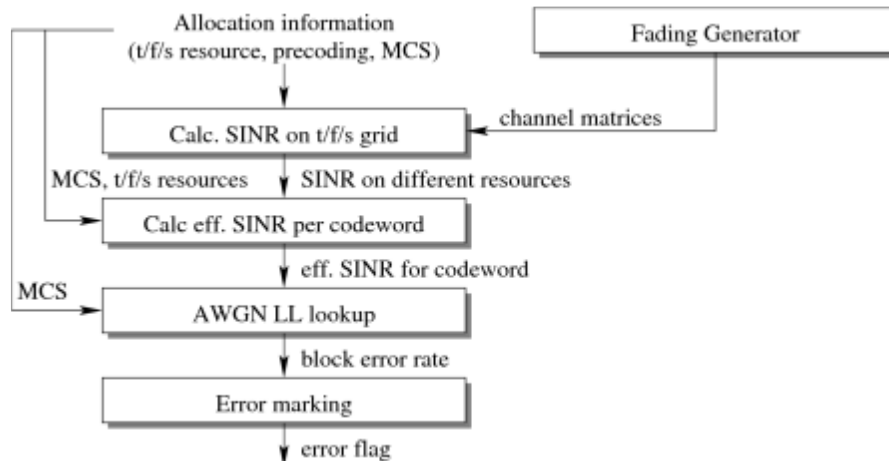 Allocation information
(t/f/s resource, precoding, MCS)
Fading Generator
channel matrices
Calc. SINR on t/f/s grid
MCS, t/f/s resources
SINR on different resources
Calc eff. SINR per codeword
eff. SINR for codeword
MCS
AWGN LL lookup
block error rate
Error marking
error flag